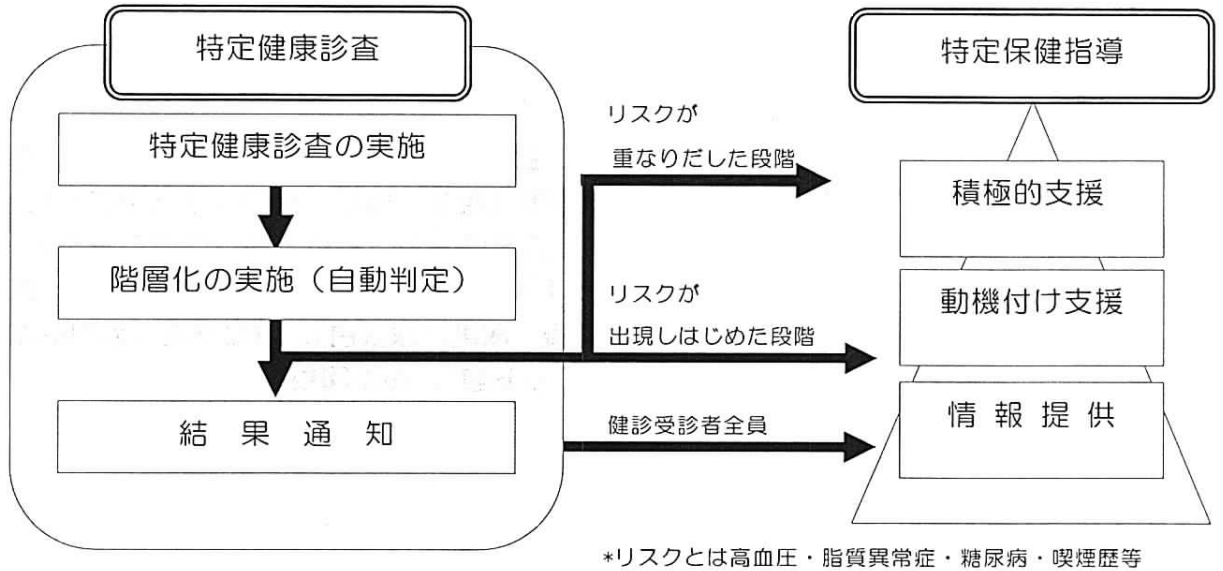 特定健康診査
特定健康診査の実施
階層化の実施（自動判定）
結果通知
リスクが
重なりだした段階
リスクが
出現しはじめた段階
健診受診者全員
特定保健指導
積極的支援
動機付け支援
情報提供
*リスクとは高血圧・脂質異常症・糖尿病・喫煙歴等